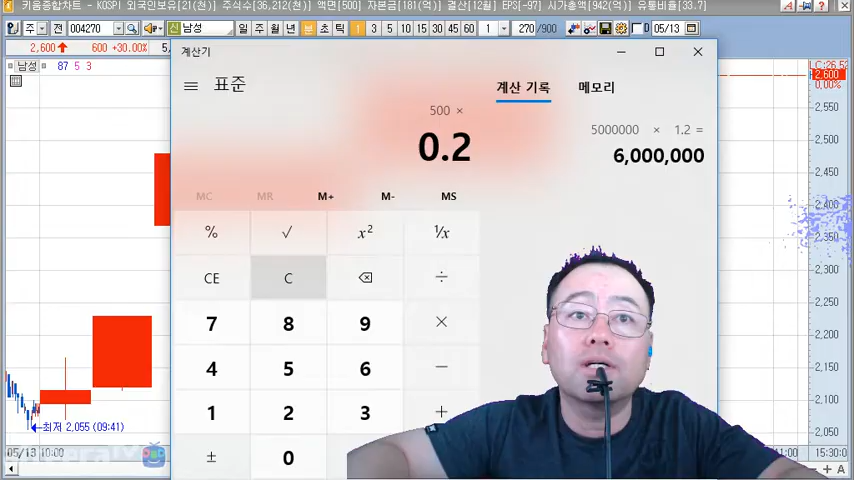 키움종합차트 - KOSPI 외국인보유[21(천)] 주식수[36,212(천)] 액면[500] 자본금[181(억)] 결산[12월] EPS[-97] 시가총액[942(억)] 유통비율[33.7]
주 전 004270 신 남성 일 주 월 분 초 틱 1 3 5 10 30 60 1 270 /900 05/13
2,600 600 +30.00%
남성 87 5 3
계산기
표준
계산 기록 메모리
500 ×
0.2
5000000 × 1.2 =
6,000,000
MC MR M+ M- MS
% √ x² ¹/x
CE C ÷
7 8 9 ×
4 5 6 −
1 2 3 +
± 0
2,600
0.00%
2,550
2,500
2,450
2,400
2,350
2,300
2,250
2,200
2,150
2,100
2,050
최저 2,055 (09:41)
05/13 10:00
15:30:0